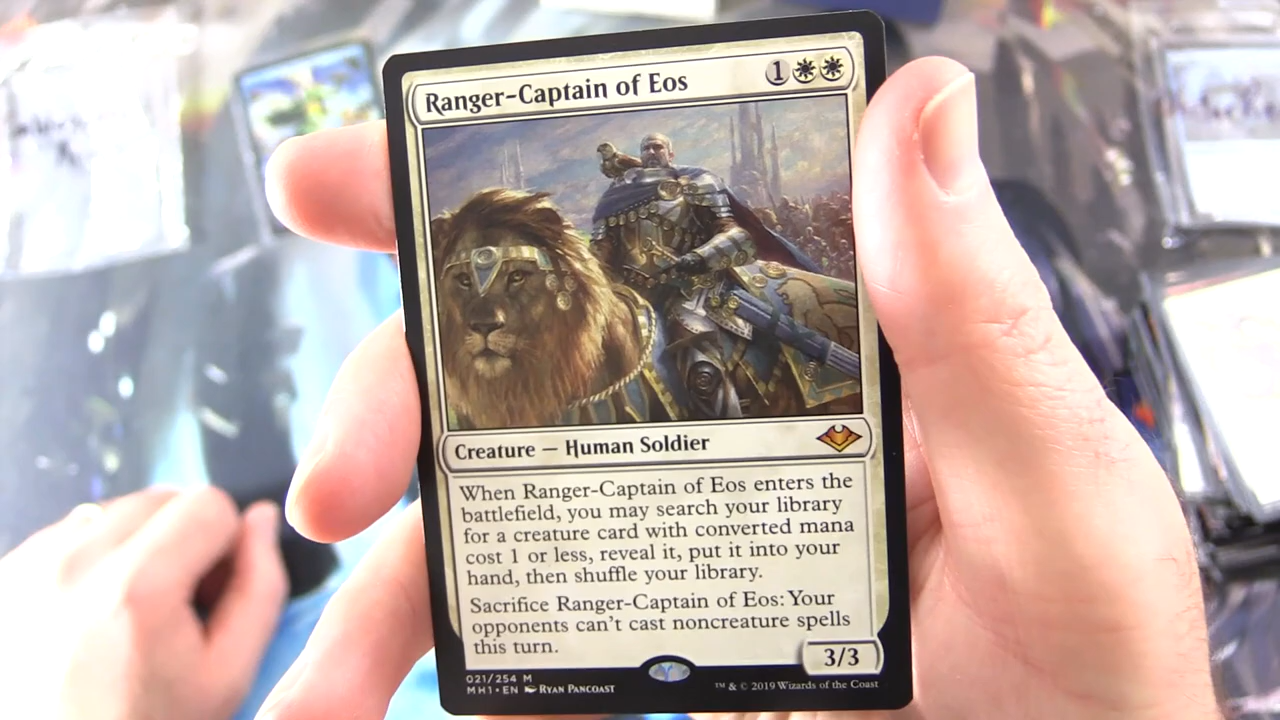 Ranger-Captain of Eos 1
Creature — Human Soldier
When Ranger-Captain of Eos enters the
battlefield, you may search your library
for a creature card with converted mana
cost 1 or less, reveal it, put it into your
hand, then shuffle your library.
Sacrifice Ranger-Captain of Eos: Your
opponents can't cast noncreature spells
this turn.
3/3
021/254 M
MH1 • EN Ryan Pancoast
™ & © 2019 Wizards of the Coast